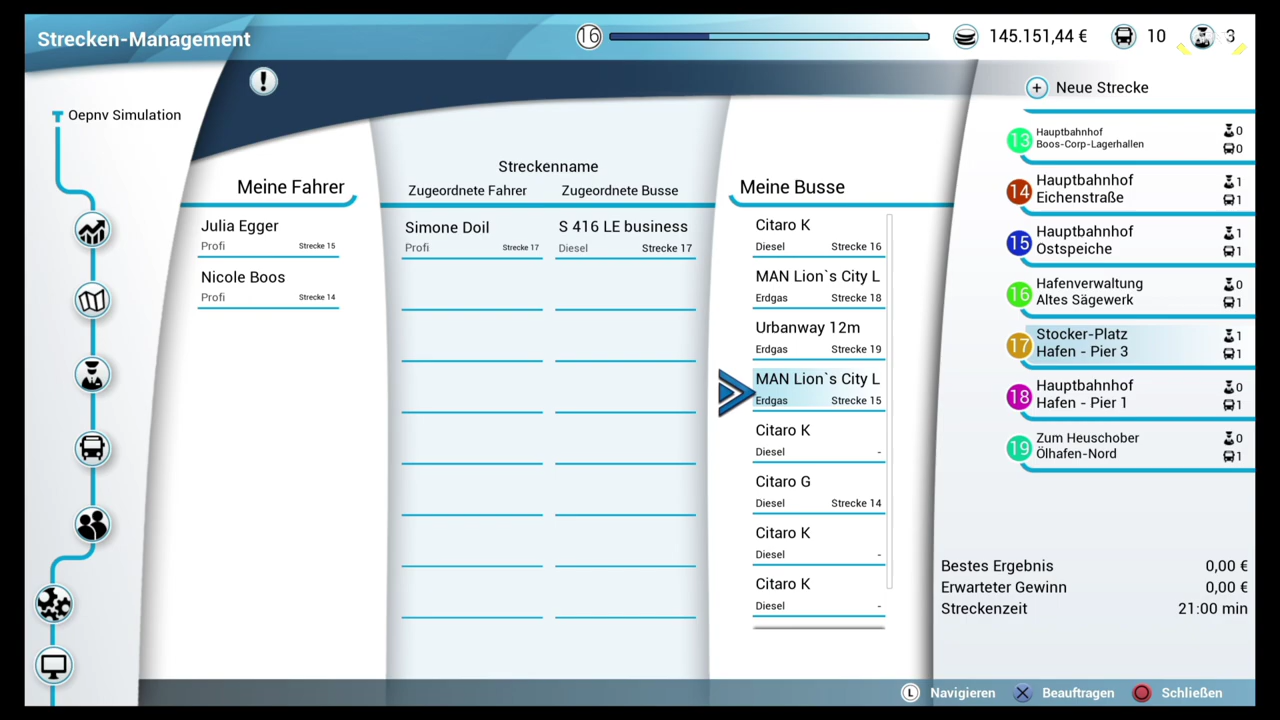 Strecken-Management
16
145.151,44 €
10
3
Oepnv Simulation
Meine Fahrer
Julia Egger
Profi Strecke 15
Nicole Boos
Profi Strecke 14
Streckenname
Zugeordnete Fahrer Zugeordnete Busse
Simone Doil S 416 LE business
Profi Strecke 17 Diesel Strecke 17
Meine Busse
Citaro K
Diesel Strecke 16
MAN Lion`s City L
Erdgas Strecke 18
Urbanway 12m
Erdgas Strecke 19
MAN Lion`s City L
Erdgas Strecke 15
Citaro K
Diesel -
Citaro G
Diesel Strecke 14
Citaro K
Diesel -
Citaro K
Diesel -
Neue Strecke
13 Hauptbahnhof 0
Boos-Corp-Lagerhallen 0
14 Hauptbahnhof 1
Eichenstraße 1
15 Hauptbahnhof 1
Ostspeiche 1
16 Hafenverwaltung 0
Altes Sägewerk 1
17 Stocker-Platz 1
Hafen - Pier 3 1
18 Hauptbahnhof 0
Hafen - Pier 1 1
19 Zum Heuschober 0
Ölhafen-Nord 1
Bestes Ergebnis 0,00 €
Erwarteter Gewinn 0,00 €
Streckenzeit 21:00 min
L Navigieren Beauftragen Schließen